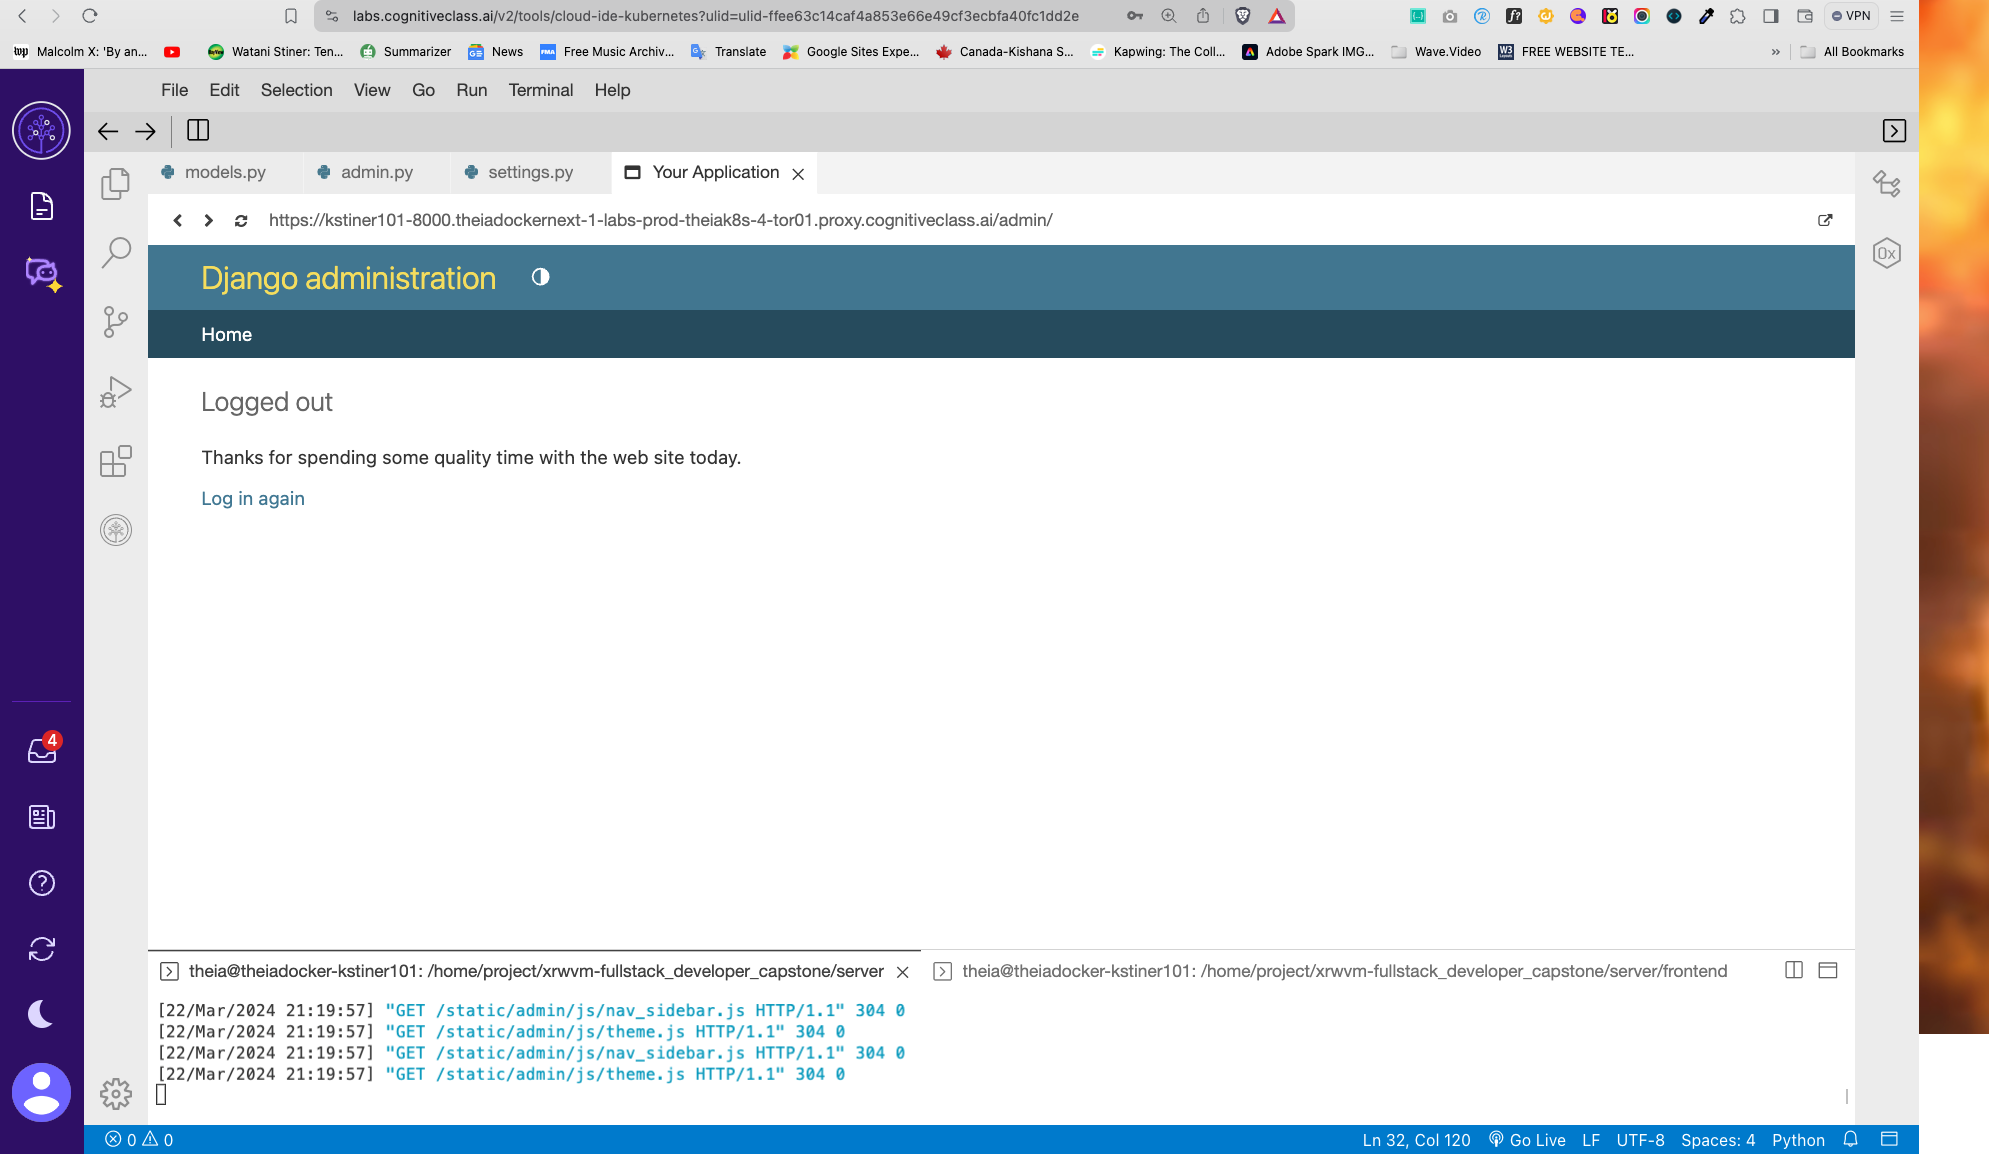 labs.cognitiveclass.ai/v2/tools/cloud-ide-kubernetes?ulid=ulid-ffee63c14caf4a853e66e49cf3ecbfa40fc1dd2e
VPN
wp Malcolm X: 'By an... Watani Stiner: Ten... Summarizer News FMA Free Music Archiv... Translate Google Sites Expe... Canada-Kishana S... Kapwing: The Coll... Adobe Spark IMG... Wave.Video W3 FREE WEBSITE TE... » All Bookmarks
File Edit Selection View Go Run Terminal Help
models.py admin.py settings.py Your Application
https://kstiner101-8000.theiadockernext-1-labs-prod-theiak8s-4-tor01.proxy.cognitiveclass.ai/admin/
0x
Django administration
Home
Logged out
Thanks for spending some quality time with the web site today.
Log in again
4
theia@theiadocker-kstiner101: /home/project/xrwvm-fullstack_developer_capstone/server theia@theiadocker-kstiner101: /home/project/xrwvm-fullstack_developer_capstone/server/frontend
[22/Mar/2024 21:19:57] "GET /static/admin/js/nav_sidebar.js HTTP/1.1" 304 0
[22/Mar/2024 21:19:57] "GET /static/admin/js/theme.js HTTP/1.1" 304 0
[22/Mar/2024 21:19:57] "GET /static/admin/js/nav_sidebar.js HTTP/1.1" 304 0
[22/Mar/2024 21:19:57] "GET /static/admin/js/theme.js HTTP/1.1" 304 0
0 0 Ln 32, Col 120 Go Live LF UTF-8 Spaces: 4 Python